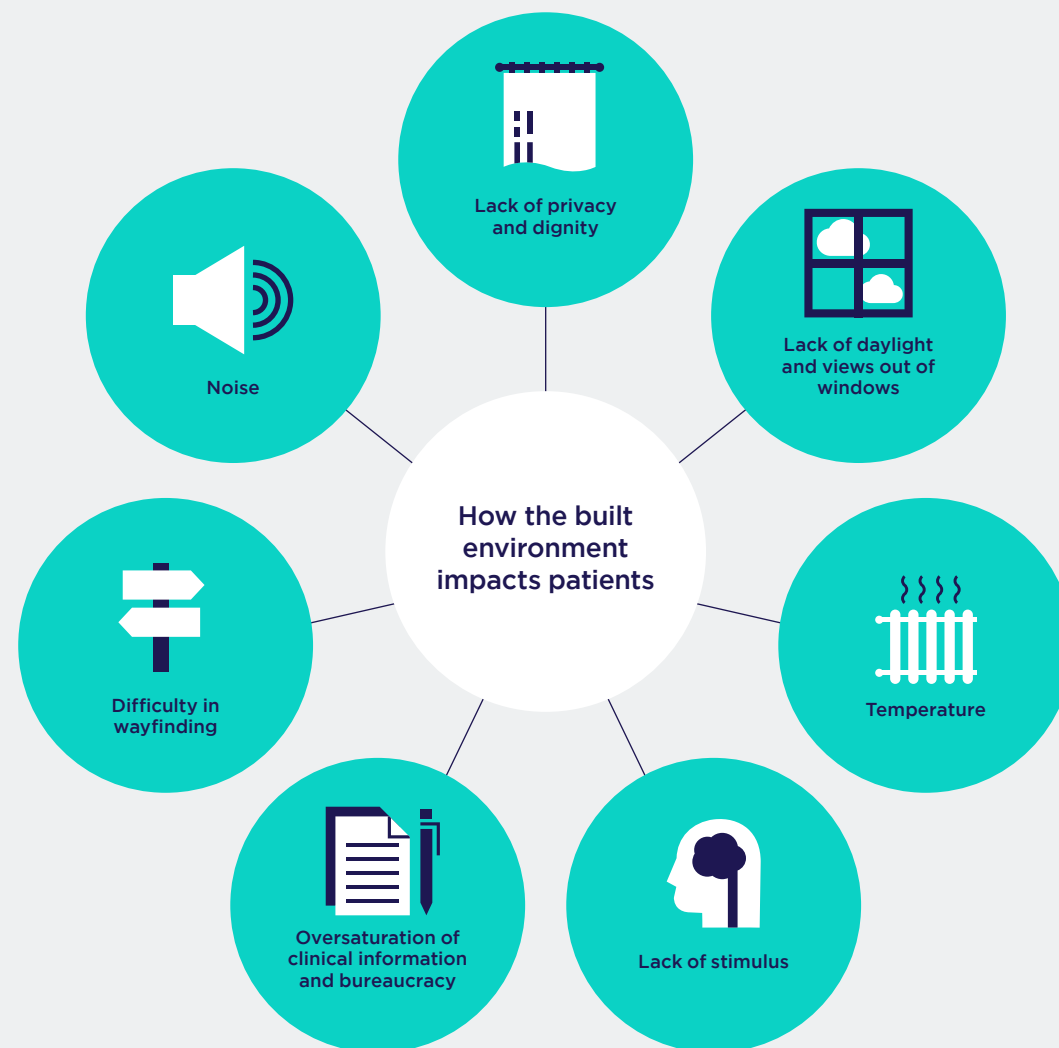 Lack of privacy
and dignity
Lack of daylight
and views out of
windows
Noise
How the built
environment
impacts patients
Difficulty in
wayfinding
Temperature
Oversaturation of
clinical information
and bureaucracy
Lack of stimulus